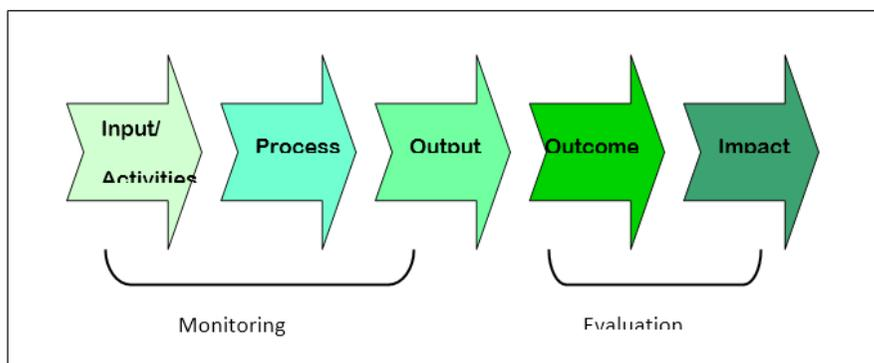 Input/
Activities
Process
Output
Outcome
Impact
Monitoring
Evaluation